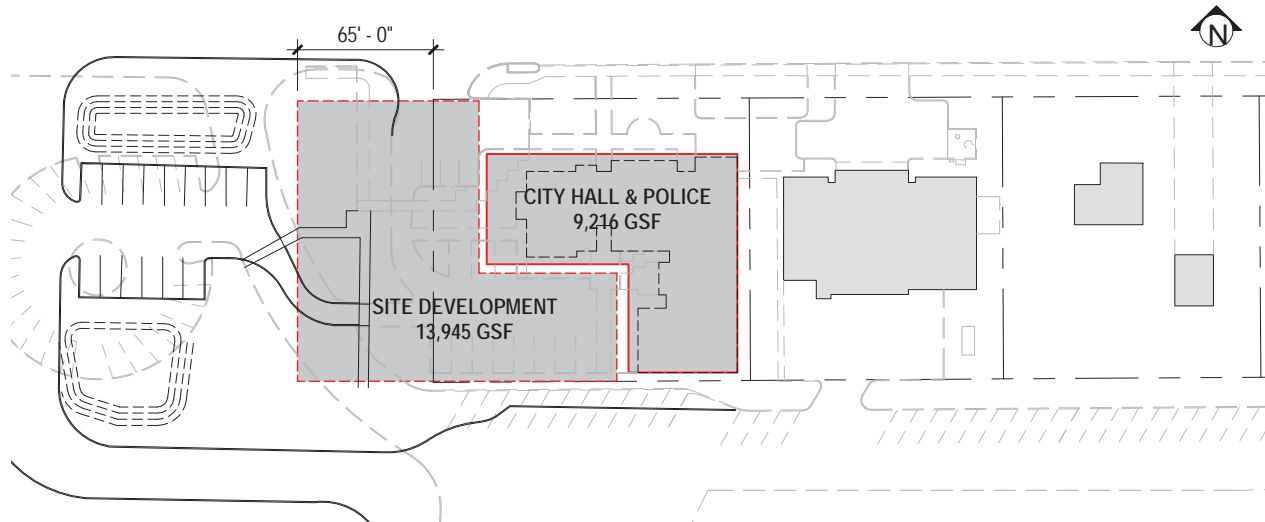 65' - 0"
N
CITY HALL & POLICE
9,216 GSF
SITE DEVELOPMENT
13,945 GSF